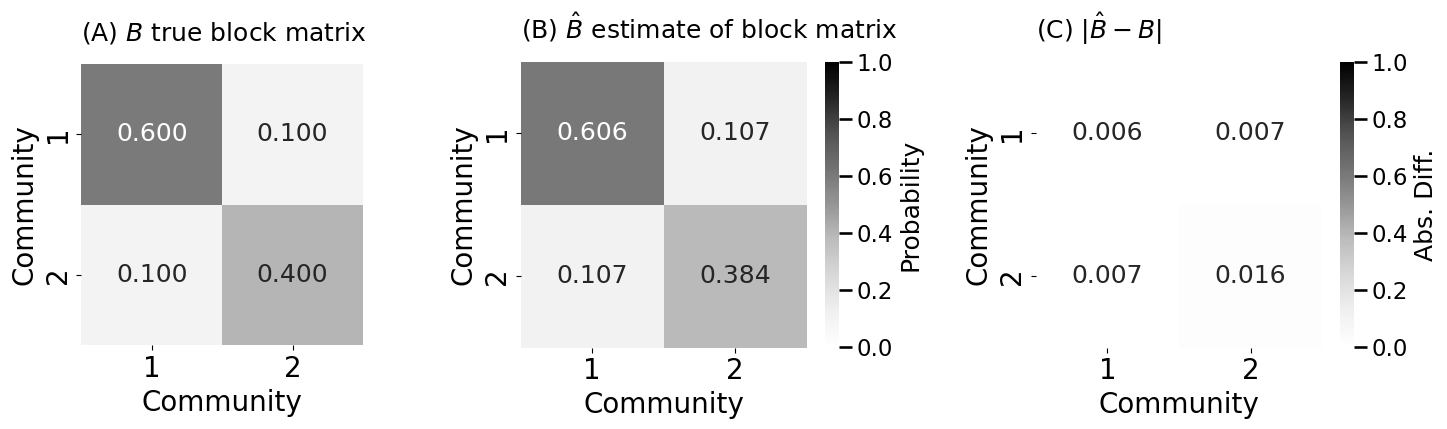 (A) B true block matrix
Community
1
2
0.600 0.100
0.100 0.400
1 2
Community
(B) B̂ estimate of block matrix
Community
1
2
0.606 0.107
0.107 0.384
1 2
Community
1.0
0.8
0.6
0.4
0.2
0.0
Probability
(C) |B̂ − B|
Community
1
2
0.006 0.007
0.007 0.016
1 2
Community
1.0
0.8
0.6
0.4
0.2
0.0
Abs. Diff.